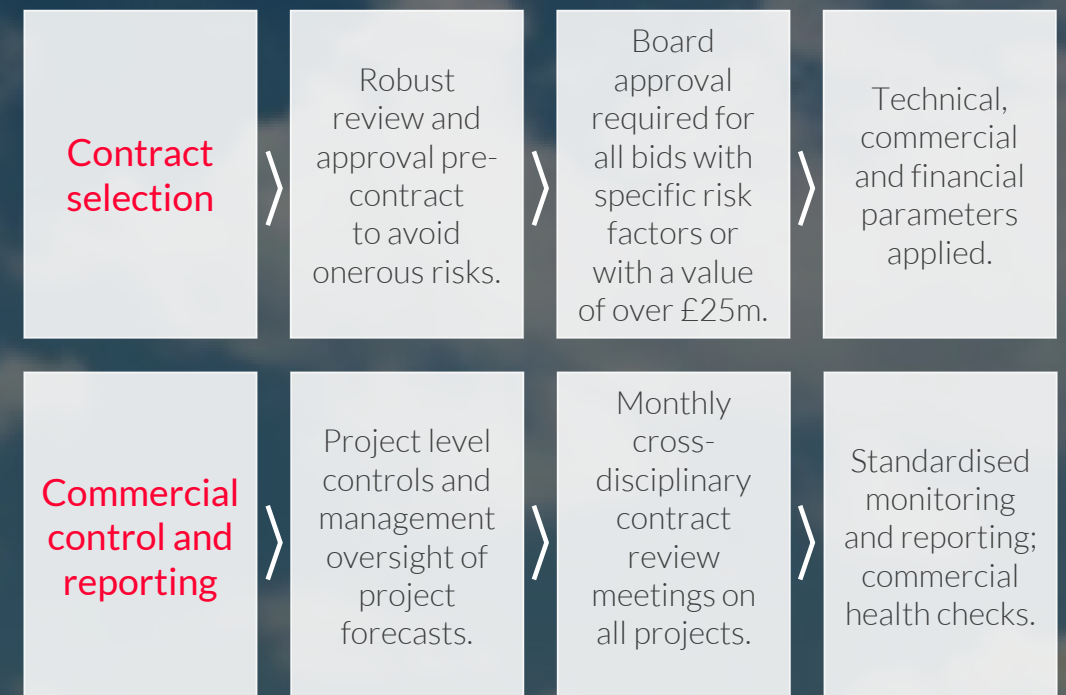 Contract
selection
Robust
review and
approval pre-
contract
to avoid
onerous risks.
Board
approval
required for
all bids with
specific risk
factors or
with a value
of over £25m.
Technical,
commercial
and financial
parameters
applied.
Commercial
control and
reporting
Project level
controls and
management
oversight of
project
forecasts.
Monthly
cross-
disciplinary
contract
review
meetings on
all projects.
Standardised
monitoring
and reporting;
commercial
health checks.